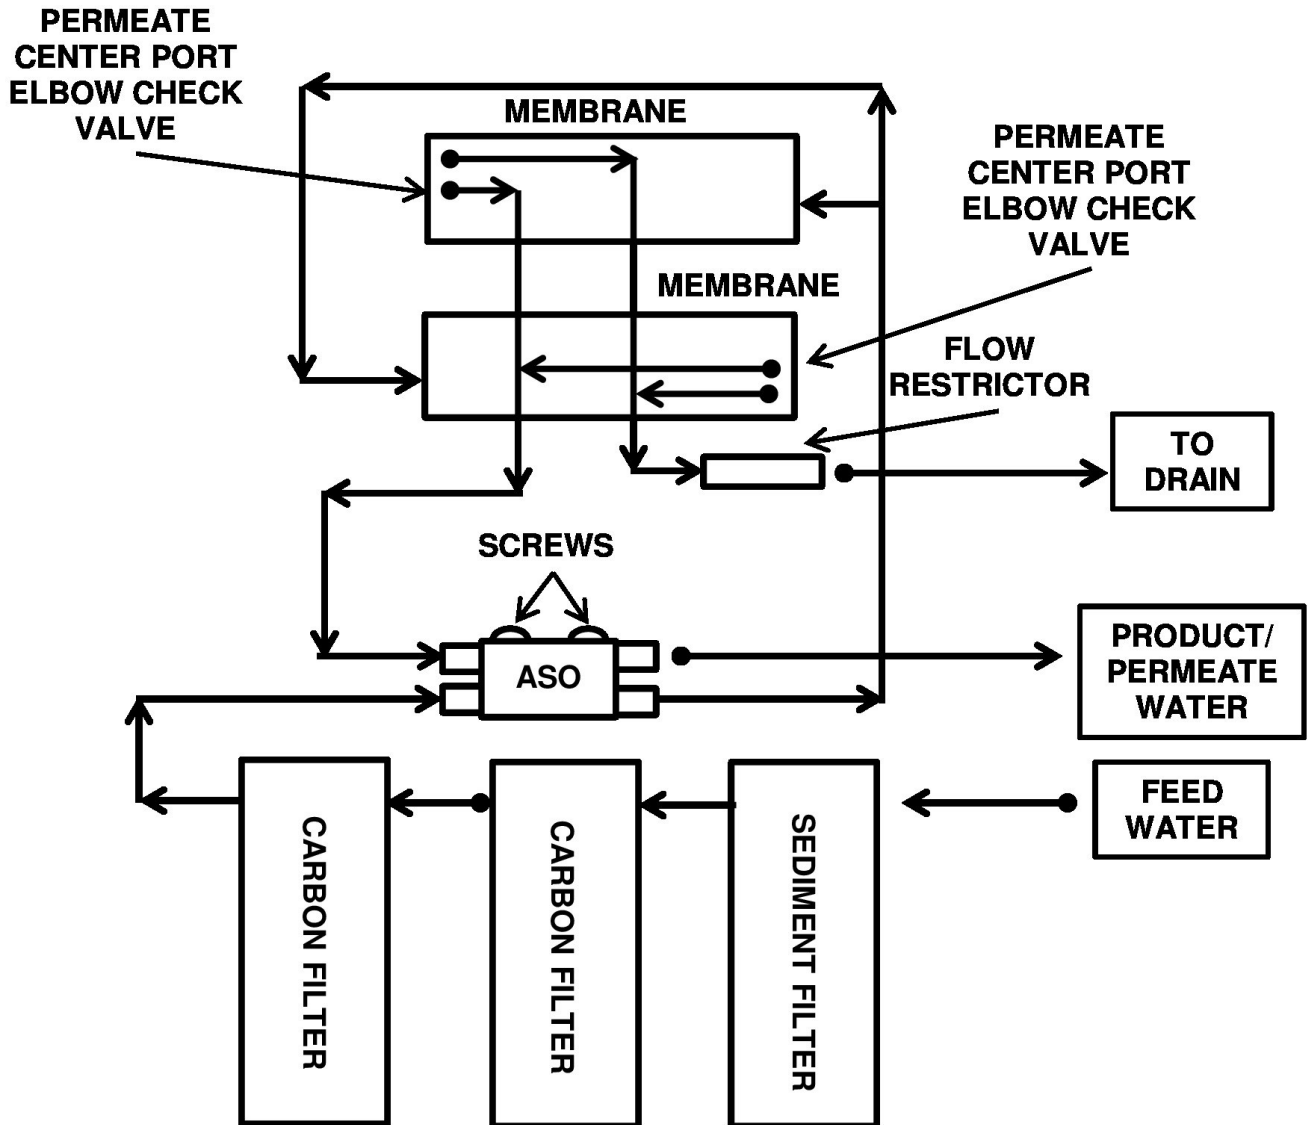 PERMEATE
CENTER PORT
ELBOW CHECK
VALVE
MEMBRANE
PERMEATE
CENTER PORT
ELBOW CHECK
VALVE
MEMBRANE
FLOW
RESTRICTOR
TO
DRAIN
SCREWS
ASO
PRODUCT/
PERMEATE
WATER
FEED
WATER
CARBON FILTER
CARBON FILTER
SEDIMENT FILTER